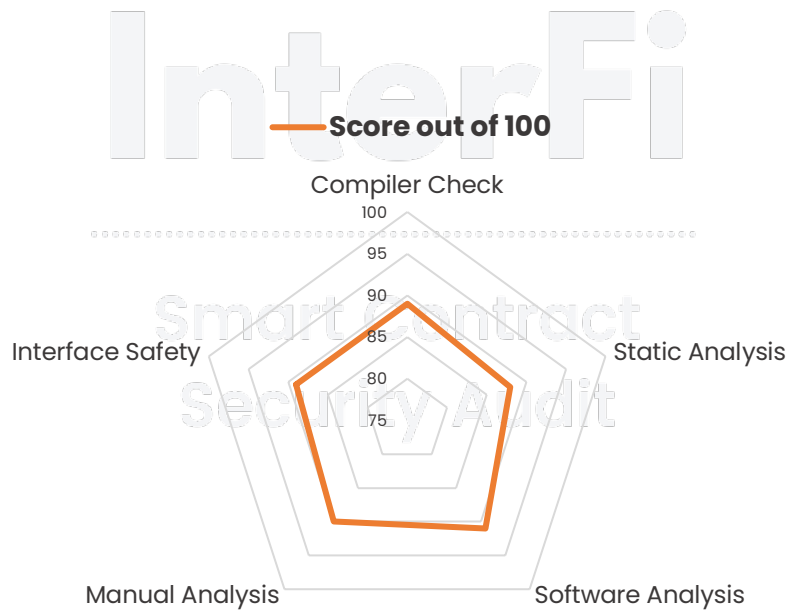 InterFi
Score out of 100
Compiler Check
100
95
90
85
80
75
Smart Contract
Security Audit
Interface Safety
Static Analysis
Manual Analysis
Software Analysis